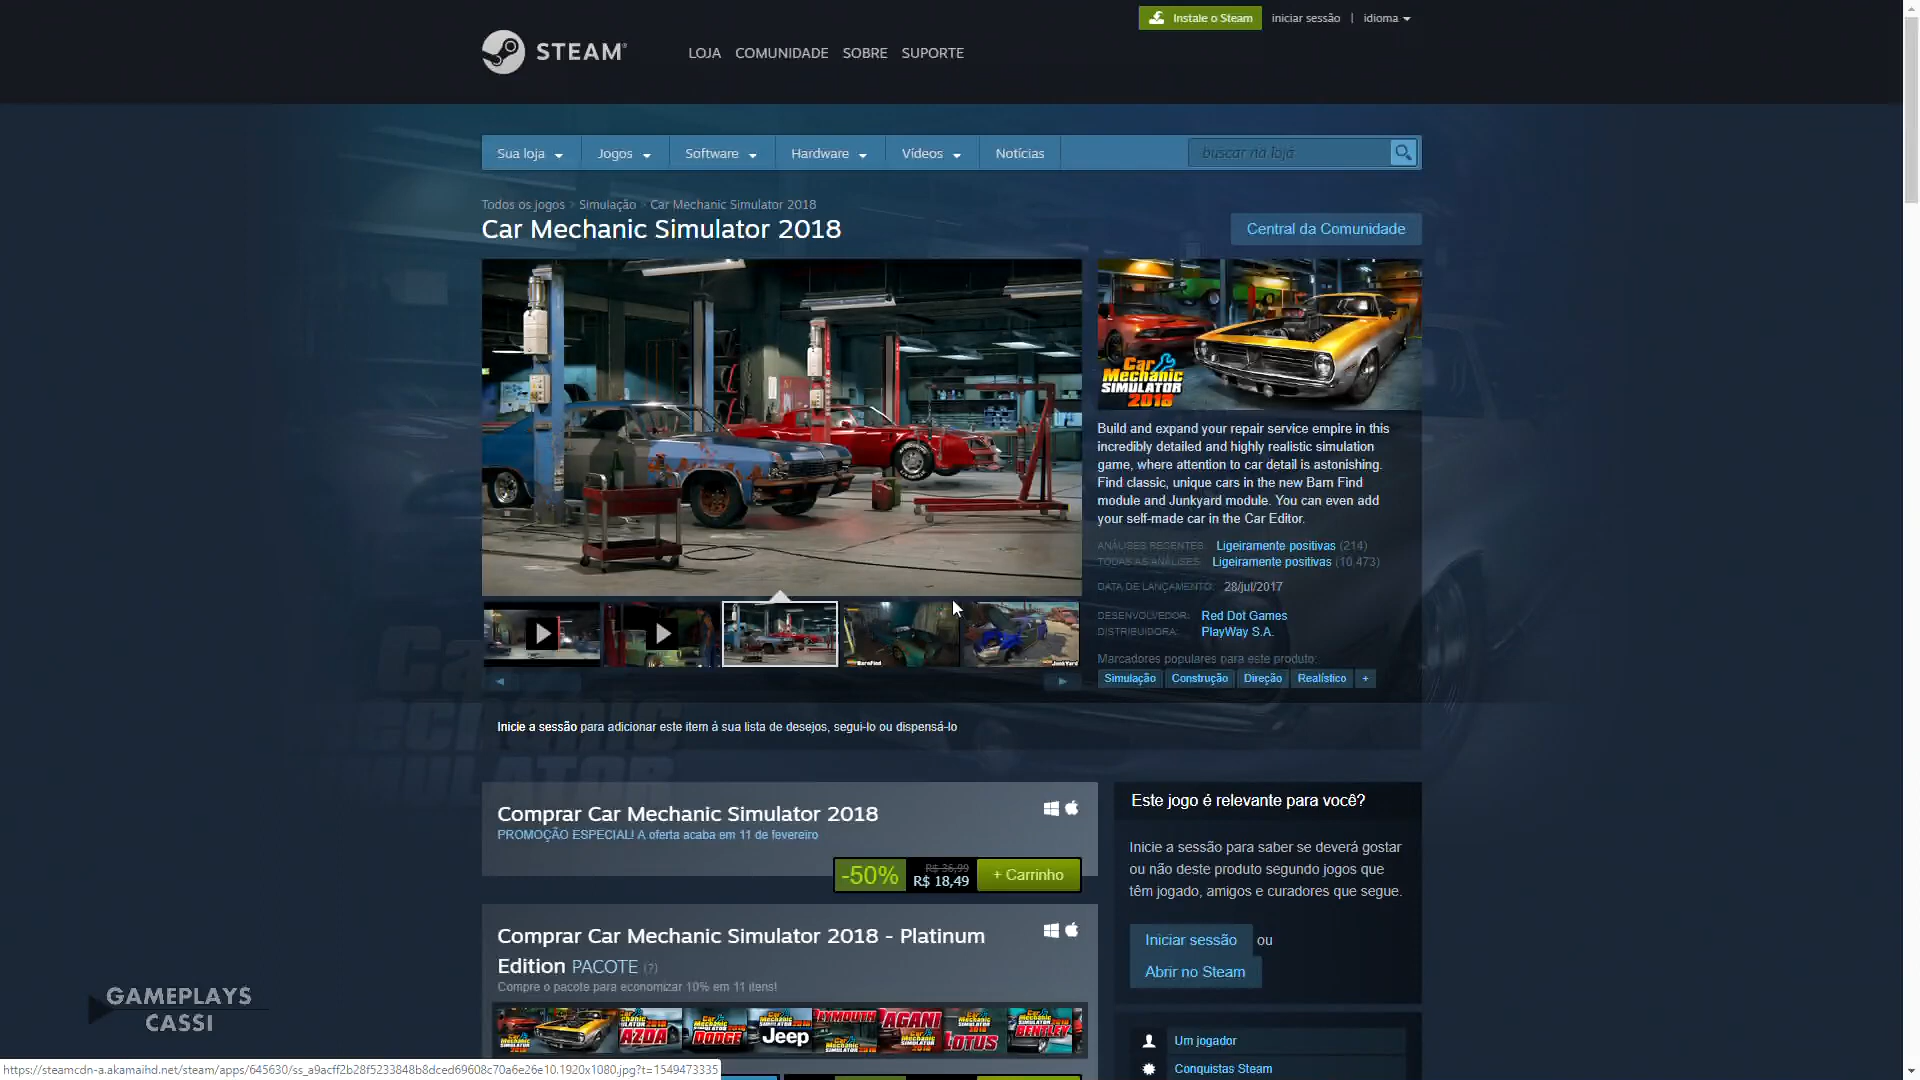 Instale o Steam
iniciar sessão | idioma
STEAM
LOJA COMUNIDADE SOBRE SUPORTE
Sua loja Jogos Software Hardware Vídeos Notícias
buscar na loja
Todos os jogos > Simulação > Car Mechanic Simulator 2018
Car Mechanic Simulator 2018
Central da Comunidade
Car
Mechanic
SIMULATOR
2018
Build and expand your repair service empire in this
incredibly detailed and highly realistic simulation
game, where attention to car detail is astonishing.
Find classic, unique cars in the new Barn Find
module and Junkyard module. You can even add
your self-made car in the Car Editor.
ANÁLISES RECENTES: Ligeiramente positivas (214)
TODAS AS ANÁLISES: Ligeiramente positivas (10,473)
DATA DE LANÇAMENTO: 28/jul/2017
DESENVOLVEDOR: Red Dot Games
DISTRIBUIDORA: PlayWay S.A.
Marcadores populares para este produto:
Simulação Construção Direção Realístico +
BarnFind
JunkYard
Inicie a sessão para adicionar este item à sua lista de desejos, segui-lo ou dispensá-lo
Comprar Car Mechanic Simulator 2018
PROMOÇÃO ESPECIAL! A oferta acaba em 11 de fevereiro
-50% R$ 36,99
R$ 18,49
+ Carrinho
Este jogo é relevante para você?
Inicie a sessão para saber se deverá gostar
ou não deste produto segundo jogos que
têm jogado, amigos e curadores que segue.
Iniciar sessão ou
Abrir no Steam
Comprar Car Mechanic Simulator 2018 - Platinum
Edition PACOTE (?)
Compre o pacote para economizar 10% em 11 itens!
DODGE
Jeep
LOTUS
BENTLEY
Um jogador
Conquistas Steam
GAMEPLAYS
CASSI
https://steamcdn-a.akamaihd.net/steam/apps/645630/ss_a9acff2b28f5233848b8dced69608c70a6e26e10.1920x1080.jpg?t=1549473335